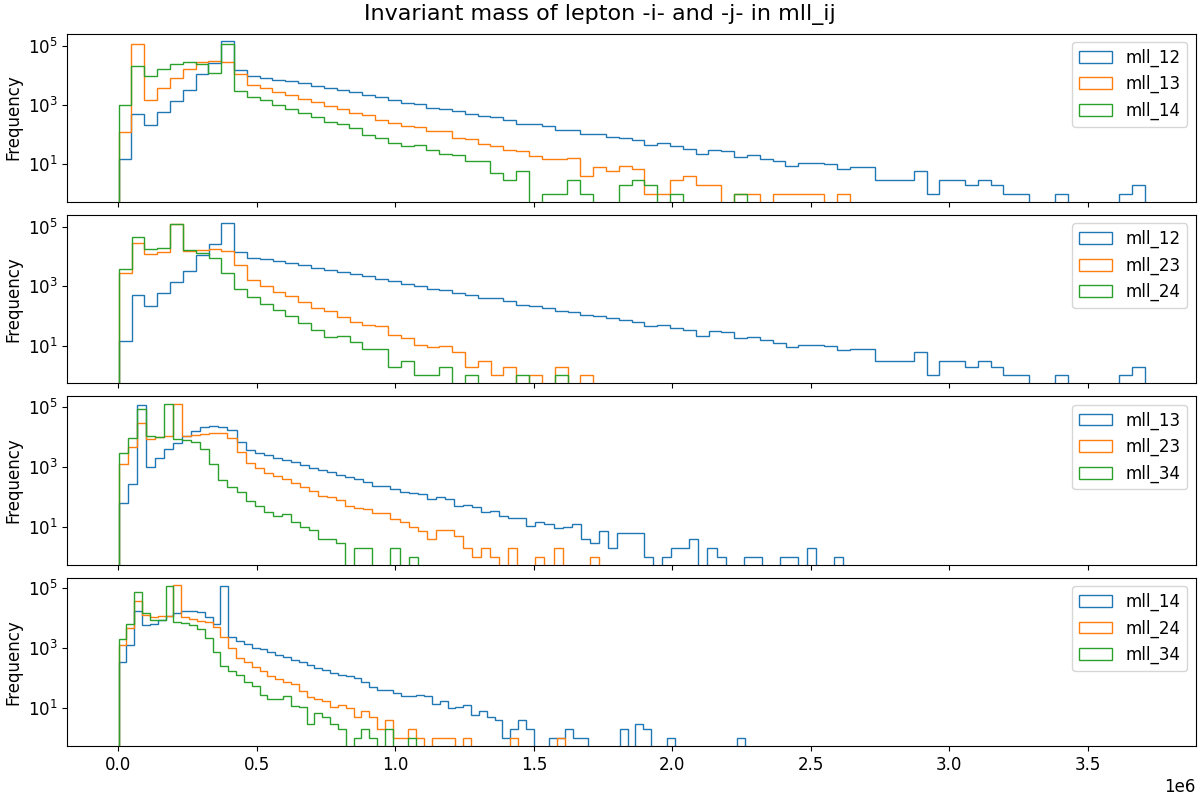 Invariant mass of lepton -i- and -j- in mll_ij
Frequency
10^5
10^3
10^1
mll_12
mll_13
mll_14
Frequency
10^5
10^3
10^1
mll_12
mll_23
mll_24
Frequency
10^5
10^3
10^1
mll_13
mll_23
mll_34
Frequency
10^5
10^3
10^1
mll_14
mll_24
mll_34
0.0 0.5 1.0 1.5 2.0 2.5 3.0 3.5
1e6